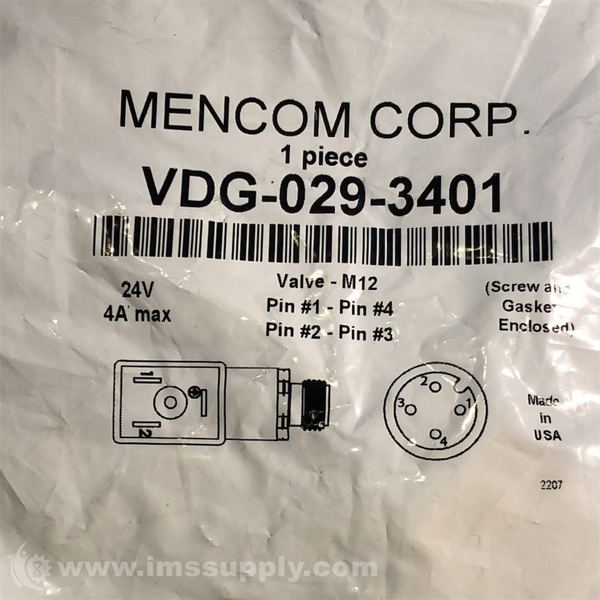 MENCOM CORP.
1 piece
VDG-029-3401
24V
4A max
Valve - M12
Pin #1 - Pin #4
Pin #2 - Pin #3
(Screw and
Gasket
Enclosed)
1
2
2
1
3
4
Made
in
USA
2207
www.imssupply.com